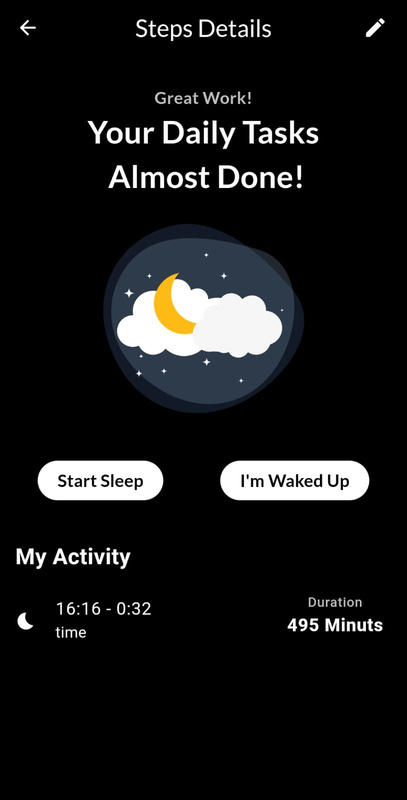 Steps Details
Great Work!
Your Daily Tasks
Almost Done!
Start Sleep
I'm Waked Up
My Activity
16:16 - 0:32
time
Duration
495 Minuts